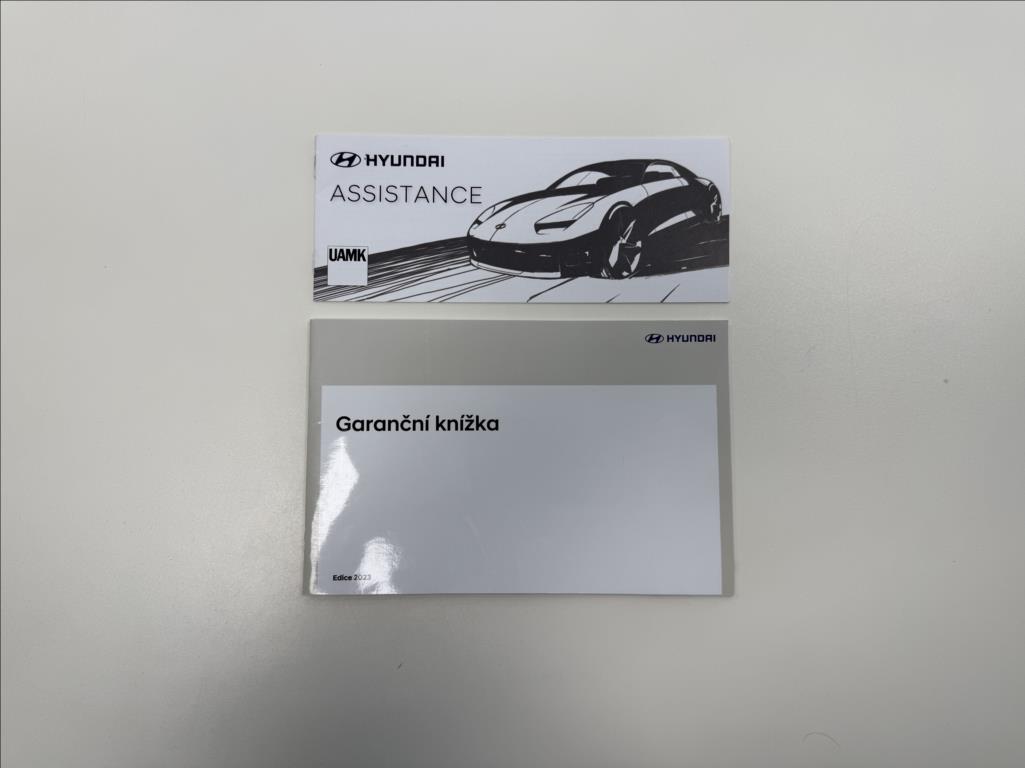 HYUNDAI
ASSISTANCE
UAMK
HYUNDAI
Garanční knížka
Edice 2023